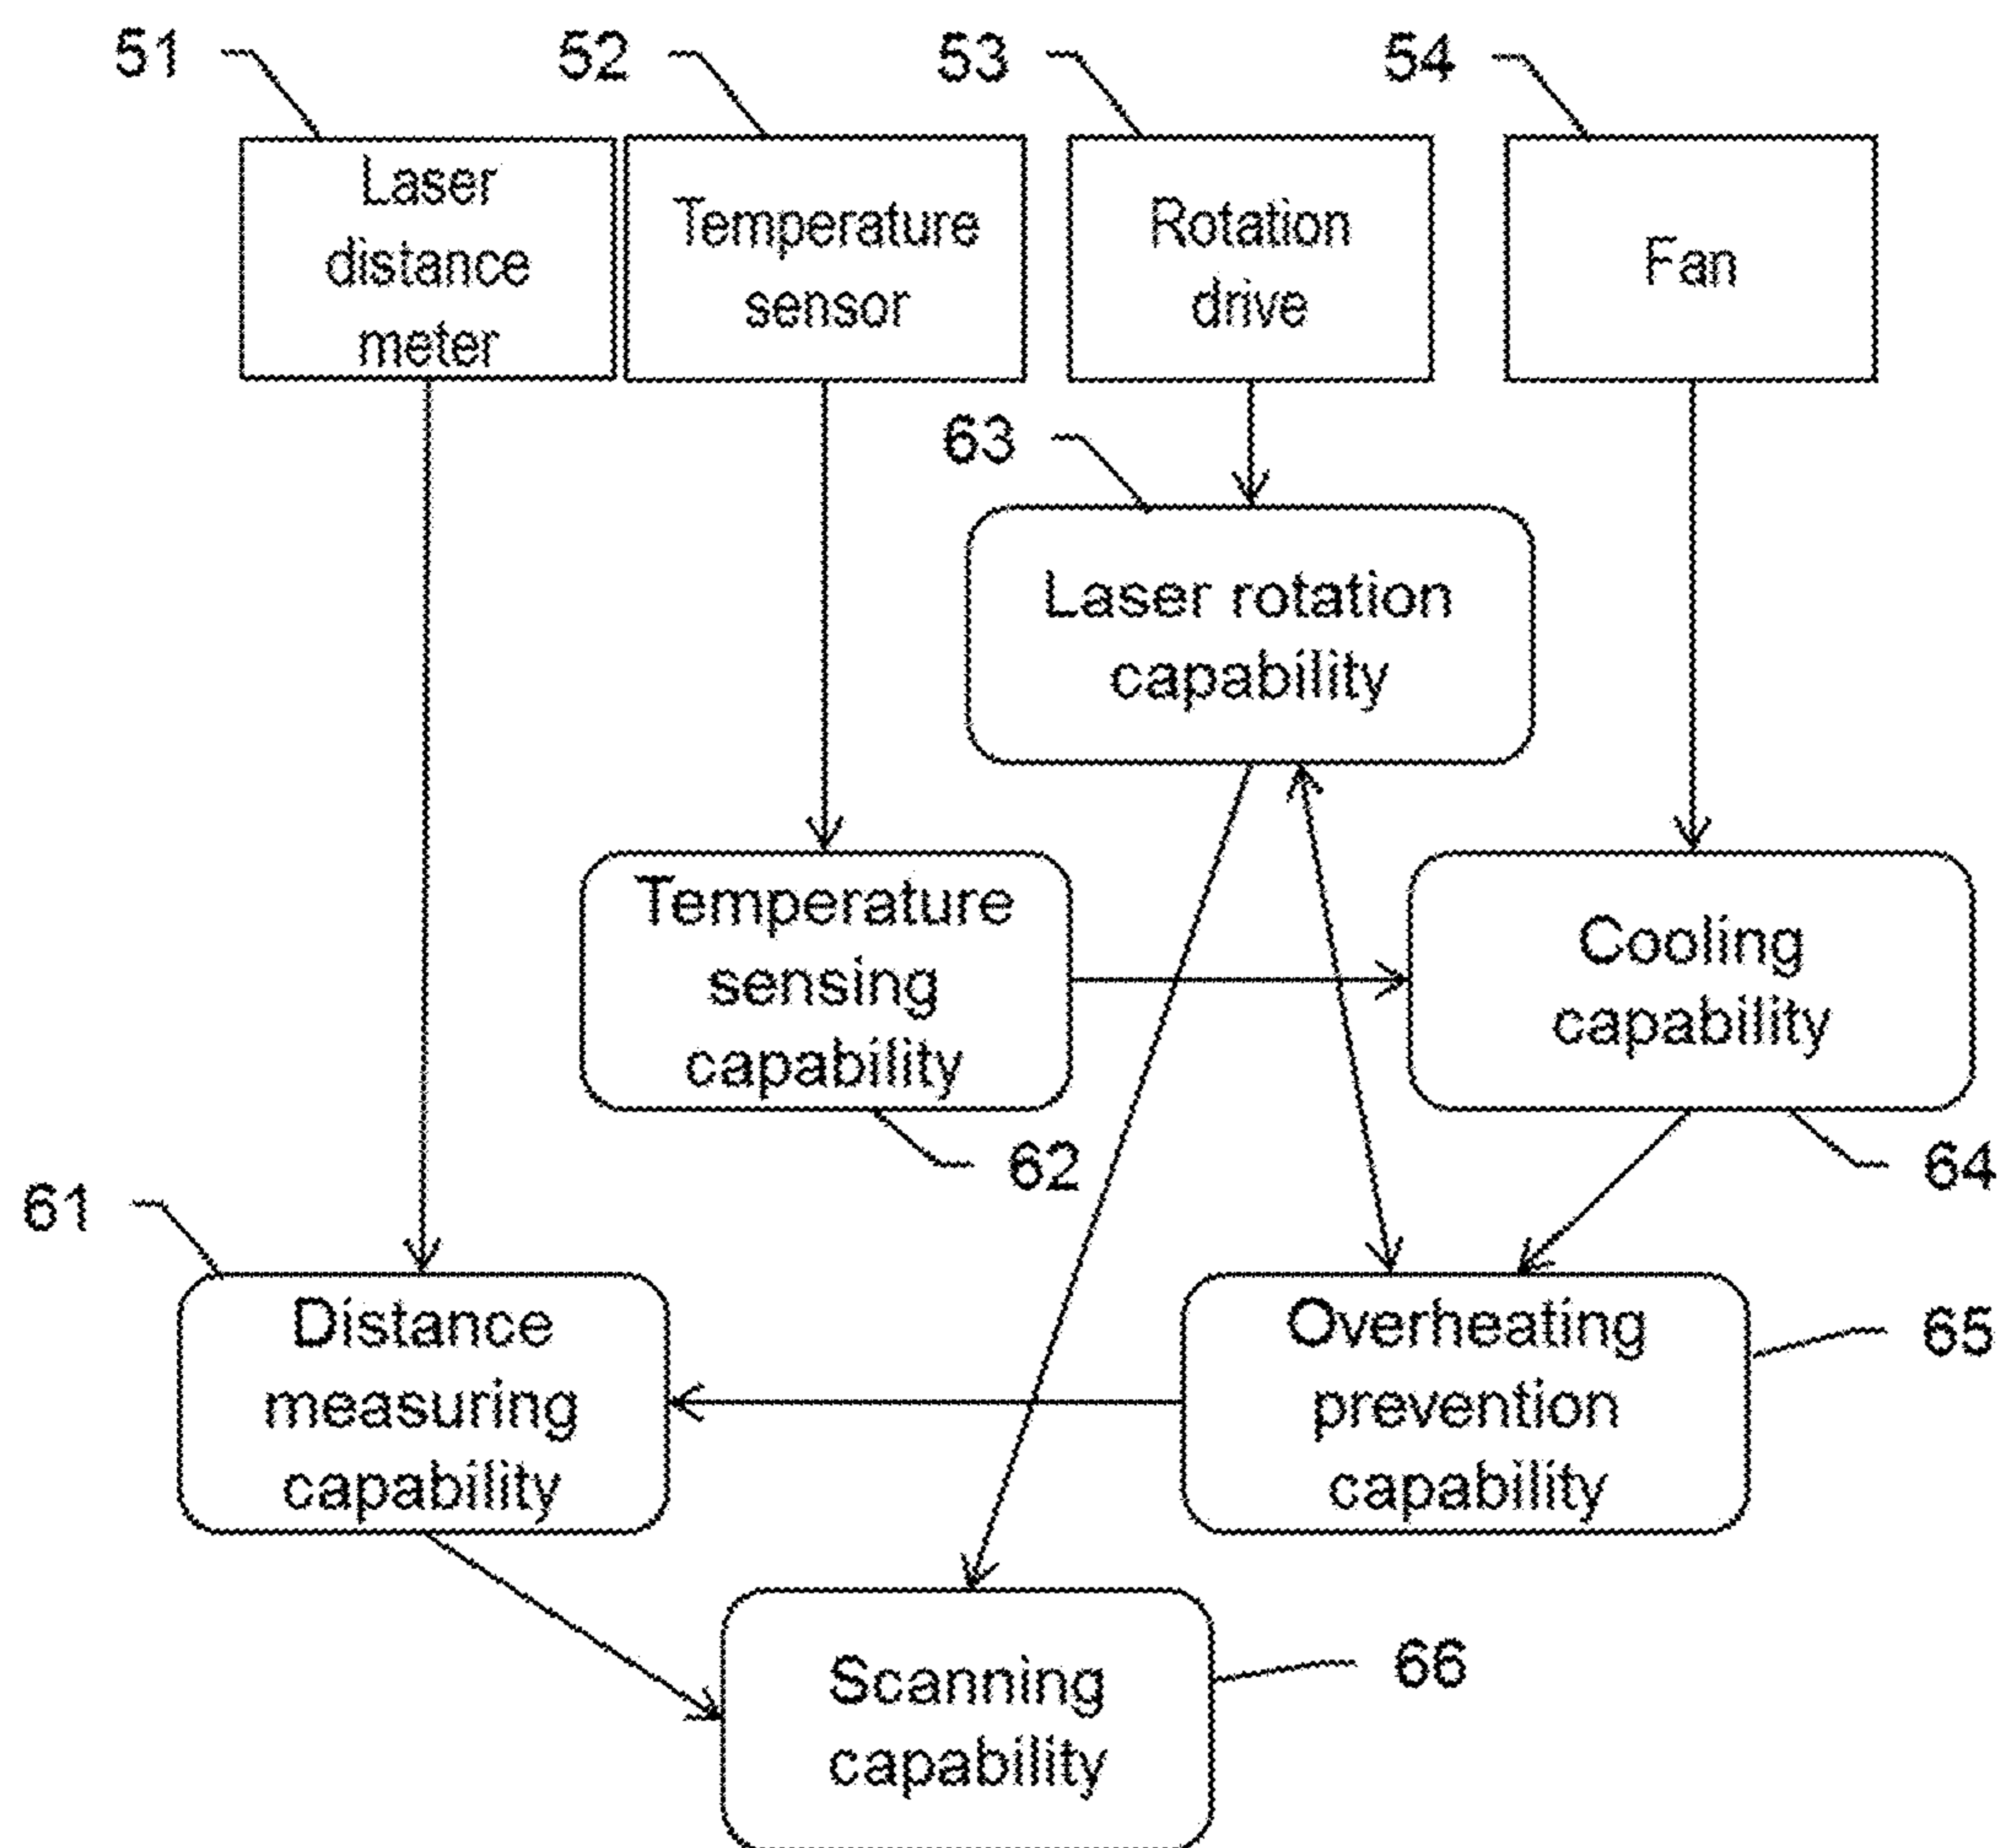 51
52
53
54
Laser
distance
meter
Temperature
sensor
Rotation
drive
Fan
63
Laser rotation
capability
Temperature
sensing
capability
Cooling
capability
62
64
61
Distance
measuring
capability
Overheating
prevention
capability
65
Scanning
capability
66